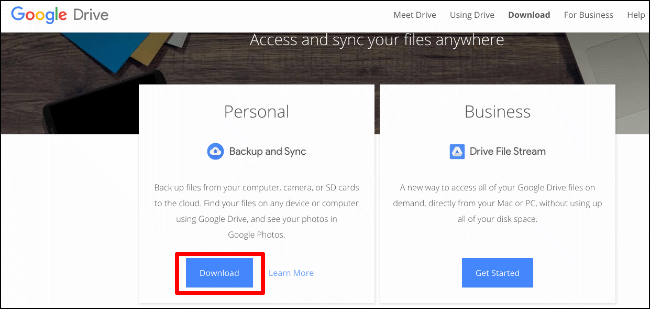 Google Drive
Meet Drive Using Drive Download For Business Help
Access and sync your files anywhere
Personal
Backup and Sync
Back up files from your computer, camera, or SD cards
to the cloud. Find your files on any device or computer
using Google Drive, and see your photos in
Google Photos.
Download Learn More
Business
Drive File Stream
A new way to access all of your Google Drive files on
demand, directly from your Mac or PC, without using up
all of your disk space.
Get Started